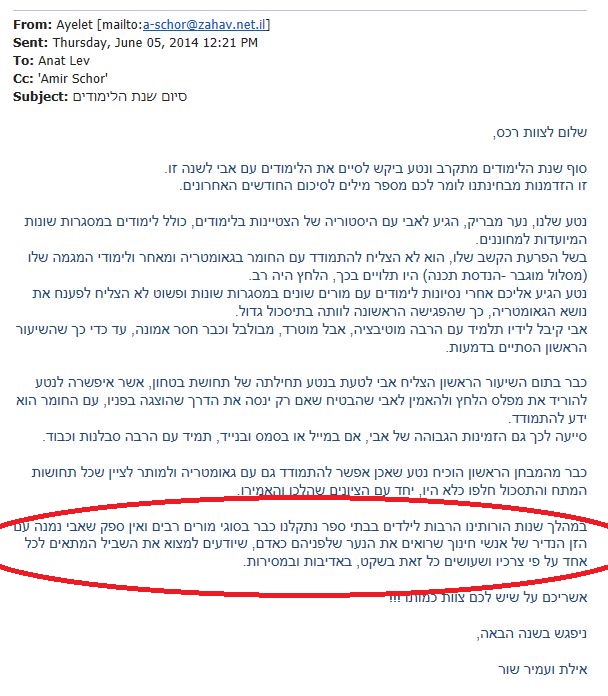 From: Ayelet [mailto:a-schor@zahav.net.il]
Sent: Thursday, June 05, 2014 12:21 PM
To: Anat Lev
Cc: 'Amir Schor'
Subject: סיום שנת הלימודים
שלום לצוות רכס,
סוף שנת הלימודים מתקרב ונטע ביקש לסיים את הלימודים עם אבי לשנה זו.
זו הזדמנות מבחינתנו לומר לכם מספר מילים לסיכום החודשים האחרונים.
נטע שלנו, נער מבריק, הגיע לאבי עם היסטוריה של הצטיינות בלימודים, כולל לימודים במסגרות שונות
המיועדות למחוננים.
בשל הפרעת הקשב שלו, הוא לא הצליח להתמודד עם החומר בגאומטריה ומאחר ולימודי המגמה שלו
(מסלול מוגבר -הנדסת תכנה) היו תלויים בכך, הלחץ היה רב.
נטע הגיע אליכם אחרי נסיונות לימודים עם מורים שונים במסגרות שונות ופשוט לא הצליח לפענח את
נושא הגאומטריה, כך שהפגישה הראשונה לוותה בתיסכול גדול.
אבי קיבל לידיו תלמיד עם הרבה מוטיבציה, אבל מוטרד, מבולבל וכבר חסר אמונה, עד כדי כך שהשיעור
הראשון הסתיים בדמעות.
כבר בתום השיעור הראשון הצליח אבי לטעת בנטע תחילתה של תחושת בטחון, אשר איפשרה לנטע
להוריד את מפלס הלחץ ולהאמין לאבי שהבטיח שאם רק ינסה את הדרך שהוצגה בפניו, עם החומר הוא
ידע להתמודד.
סייעה לכך גם הזמינות הגבוהה של אבי, אם במייל או בסמס ובנייד, תמיד עם הרבה סבלנות וכבוד.
כבר מהמבחן הראשון הוכיח נטע שאכן אפשר להתמודד גם עם גאומטריה ולמותר לציין שכל תחושות
המתח והתסכול חלפו כלא היו, יחד עם הציונים שהלכו והאמירו.
במהלך שנות הורותינו הרבות לילדים בבתי ספר נתקלנו כבר בסוגי מורים רבים ואין ספק שאבי נמנה עם
הזן הנדיר של אנשי חינוך שרואים את הנער שלפניהם כאדם, שיודעים למצוא את השביל המתאים לכל
אחד על פי צרכיו ושעושים כל זאת בשקט, באדיבות ובמסירות.
אשריכם על שיש לכם צוות כמותו !!!
ניפגש בשנה הבאה,
אילת ועמיר שור